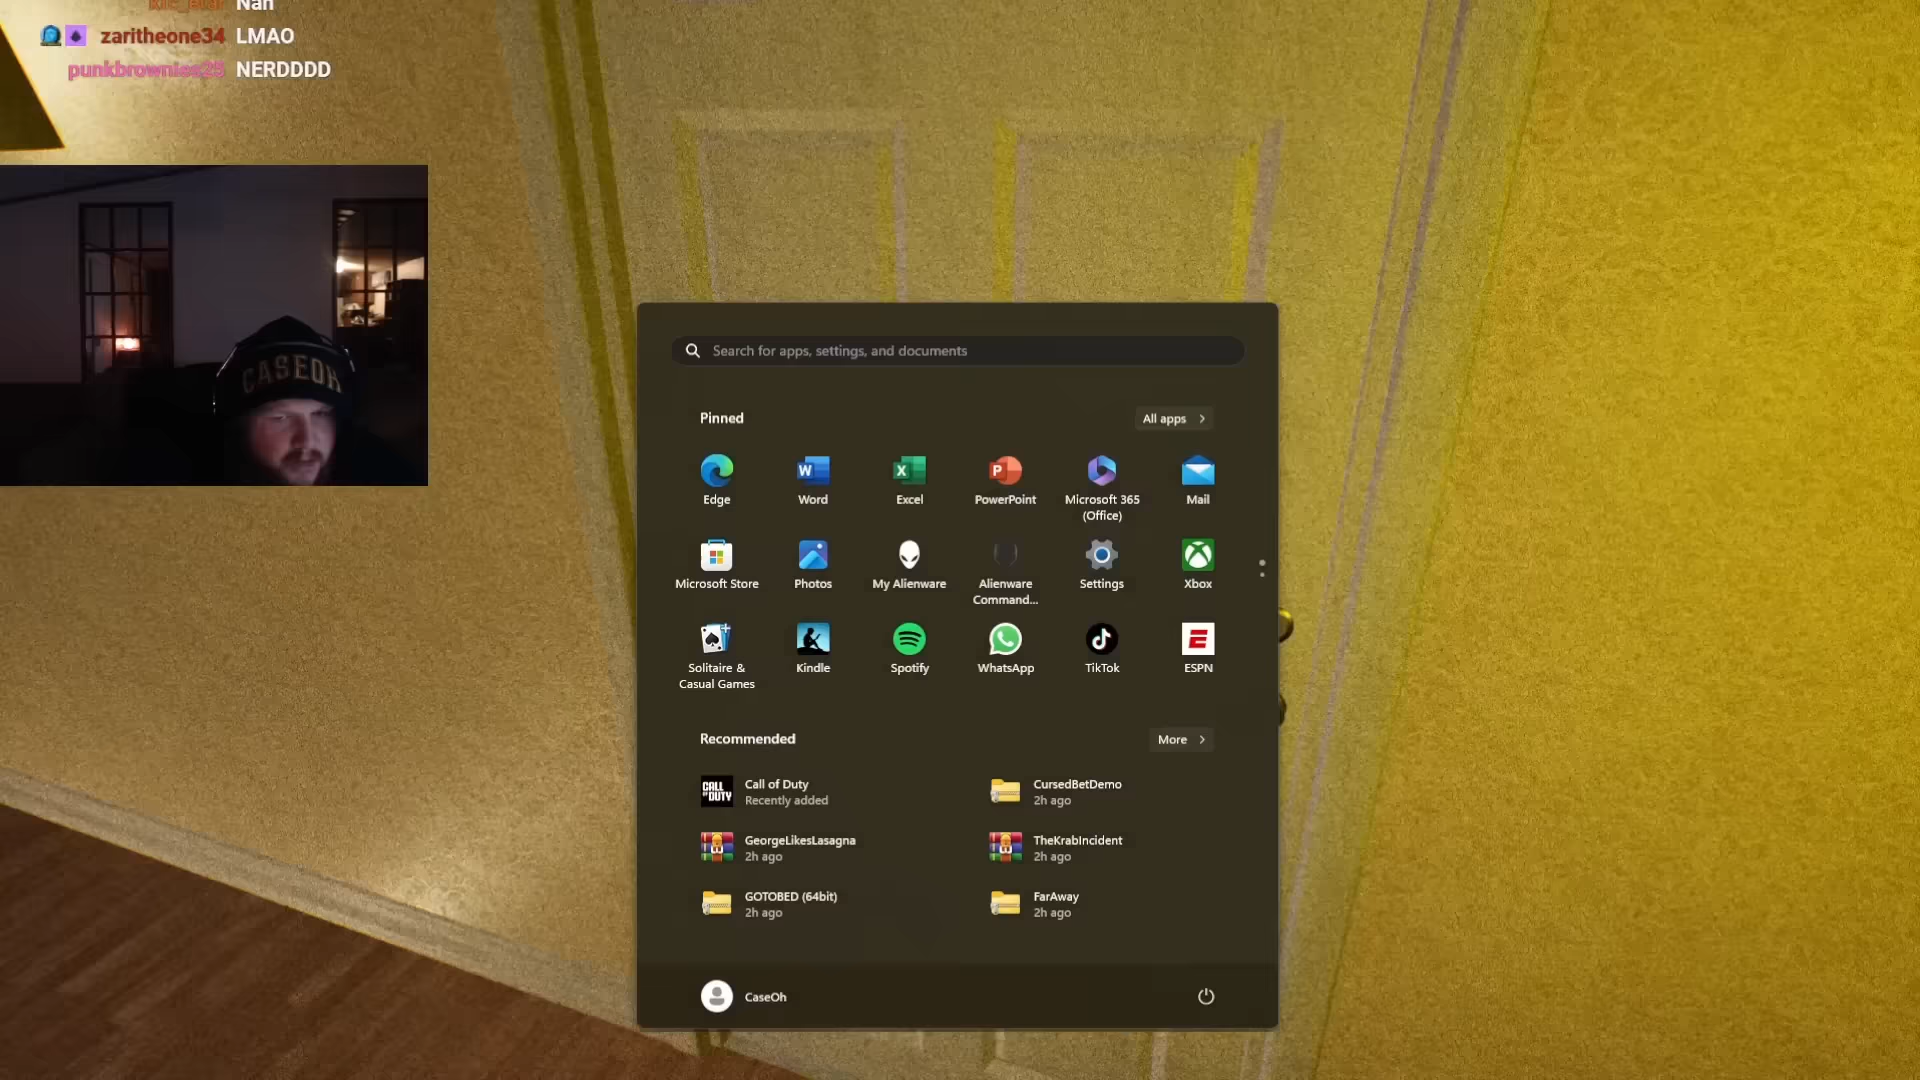 Nah
zaritheone34 LMAO
NERDDDD
CASEOH
Search for apps, settings, and documents
Pinned
All apps
Edge
Word
Excel
PowerPoint
Microsoft 365
(Office)
Mail
Microsoft Store
Photos
My Alienware
Alienware
Command...
Settings
Xbox
Solitaire &
Casual Games
Kindle
Spotify
WhatsApp
TikTok
ESPN
Recommended
More
CALL OF DUTY
Call of Duty
Recently added
CursedBetDemo
2h ago
GeorgeLikesLasagna
2h ago
TheKrabIncident
2h ago
GOTOBED (64bit)
2h ago
FarAway
2h ago
CaseOh